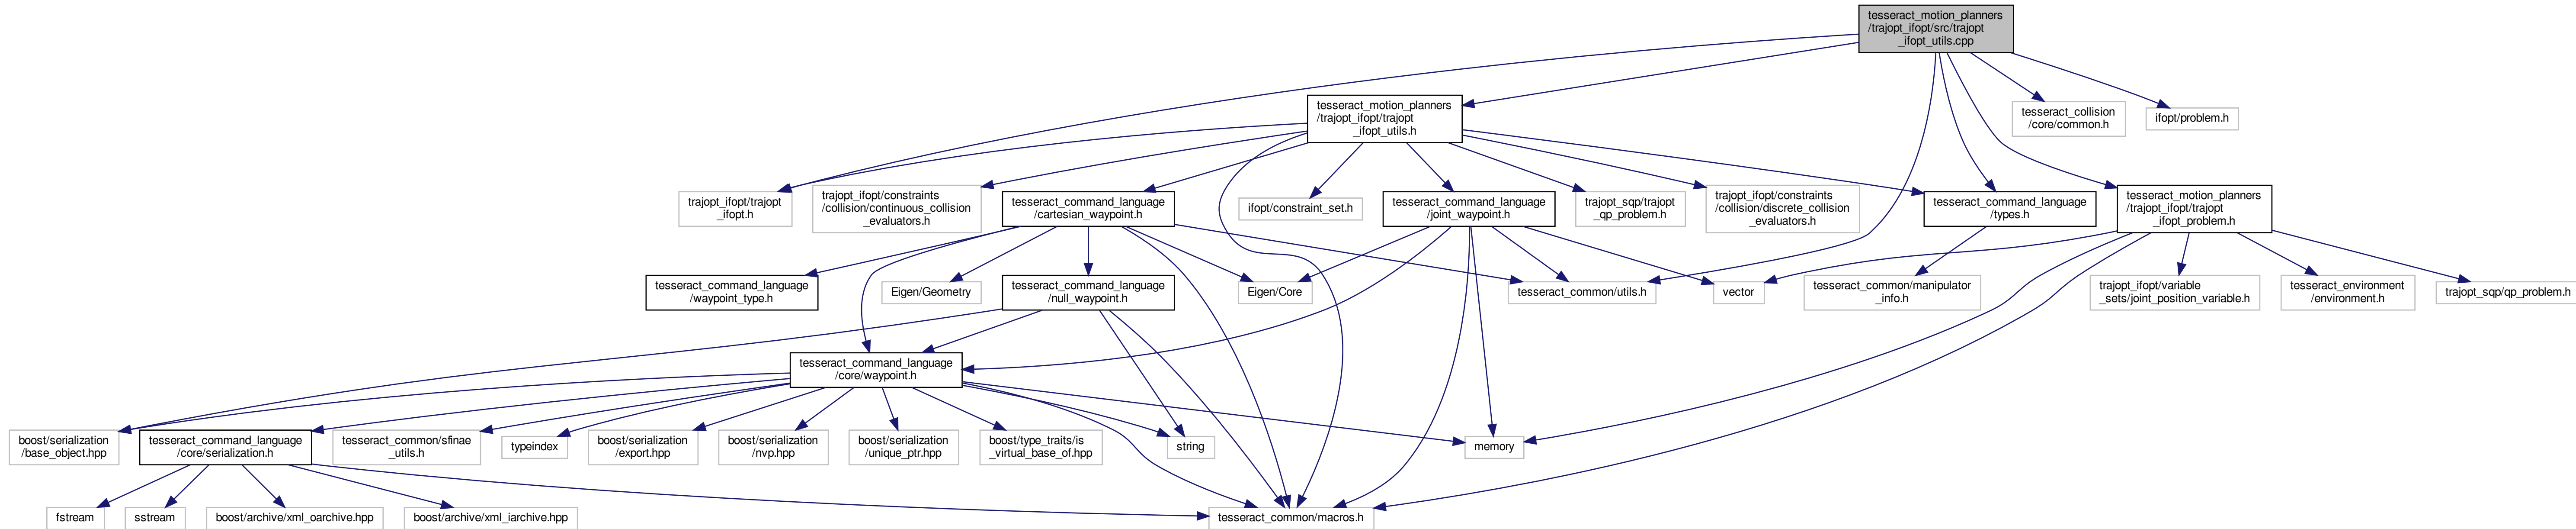 tesseract_motion_planners
/trajopt_ifopt/src/trajopt
_ifopt_utils.cpp
tesseract_motion_planners
/trajopt_ifopt/trajopt
_ifopt_utils.h
tesseract_collision
/core/common.h
ifopt/problem.h
trajopt_ifopt/trajopt
_ifopt.h
trajopt_ifopt/constraints
/collision/continuous_collision
_evaluators.h
tesseract_command_language
/cartesian_waypoint.h
ifopt/constraint_set.h
tesseract_command_language
/joint_waypoint.h
trajopt_sqp/trajopt
_qp_problem.h
trajopt_ifopt/constraints
/collision/discrete_collision
_evaluators.h
tesseract_command_language
/types.h
tesseract_motion_planners
/trajopt_ifopt/trajopt
_ifopt_problem.h
tesseract_command_language
/waypoint_type.h
Eigen/Geometry
tesseract_command_language
/null_waypoint.h
Eigen/Core
tesseract_common/utils.h
vector
tesseract_common/manipulator
_info.h
trajopt_ifopt/variable
_sets/joint_position_variable.h
tesseract_environment
/environment.h
trajopt_sqp/qp_problem.h
tesseract_command_language
/core/waypoint.h
boost/serialization
/base_object.hpp
tesseract_command_language
/core/serialization.h
tesseract_common/sfinae
_utils.h
typeindex
boost/serialization
/export.hpp
boost/serialization
/nvp.hpp
boost/serialization
/unique_ptr.hpp
boost/type_traits/is
_virtual_base_of.hpp
string
memory
fstream
sstream
boost/archive/xml_oarchive.hpp
boost/archive/xml_iarchive.hpp
tesseract_common/macros.h